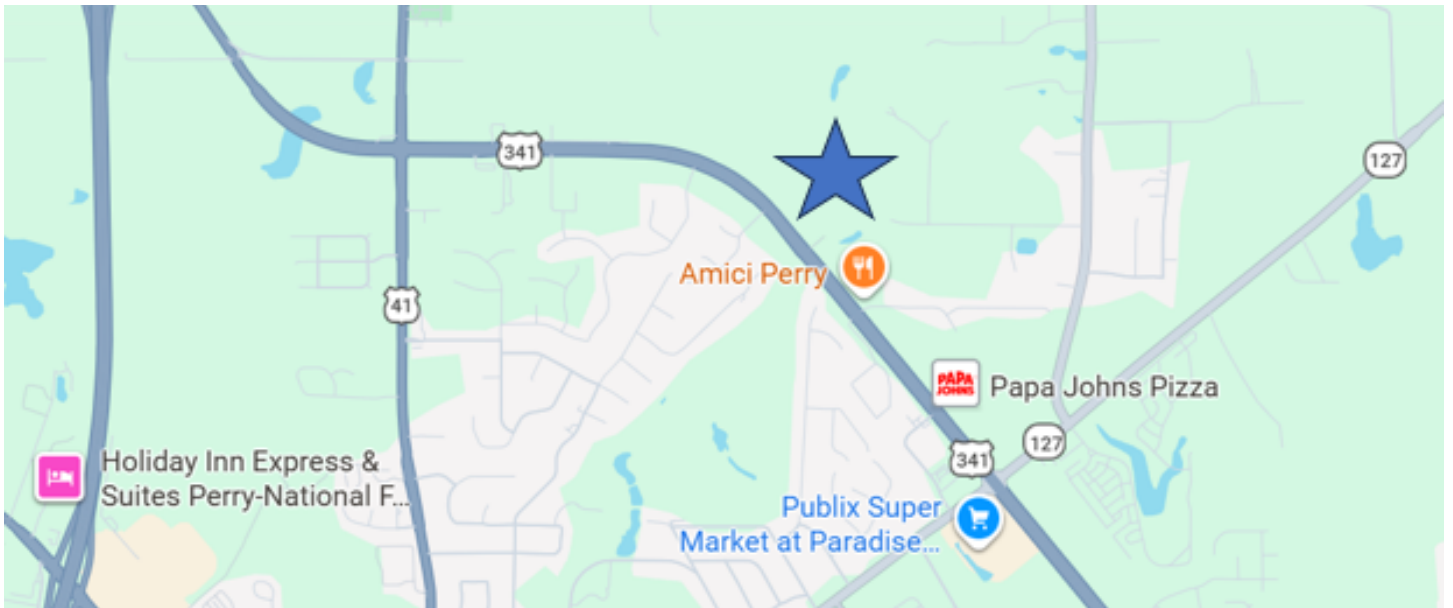 341
127
Amici Perry
41
PAPA
JOHNS
Papa Johns Pizza
127
341
Holiday Inn Express &
Suites Perry-National F...
Publix Super
Market at Paradise...